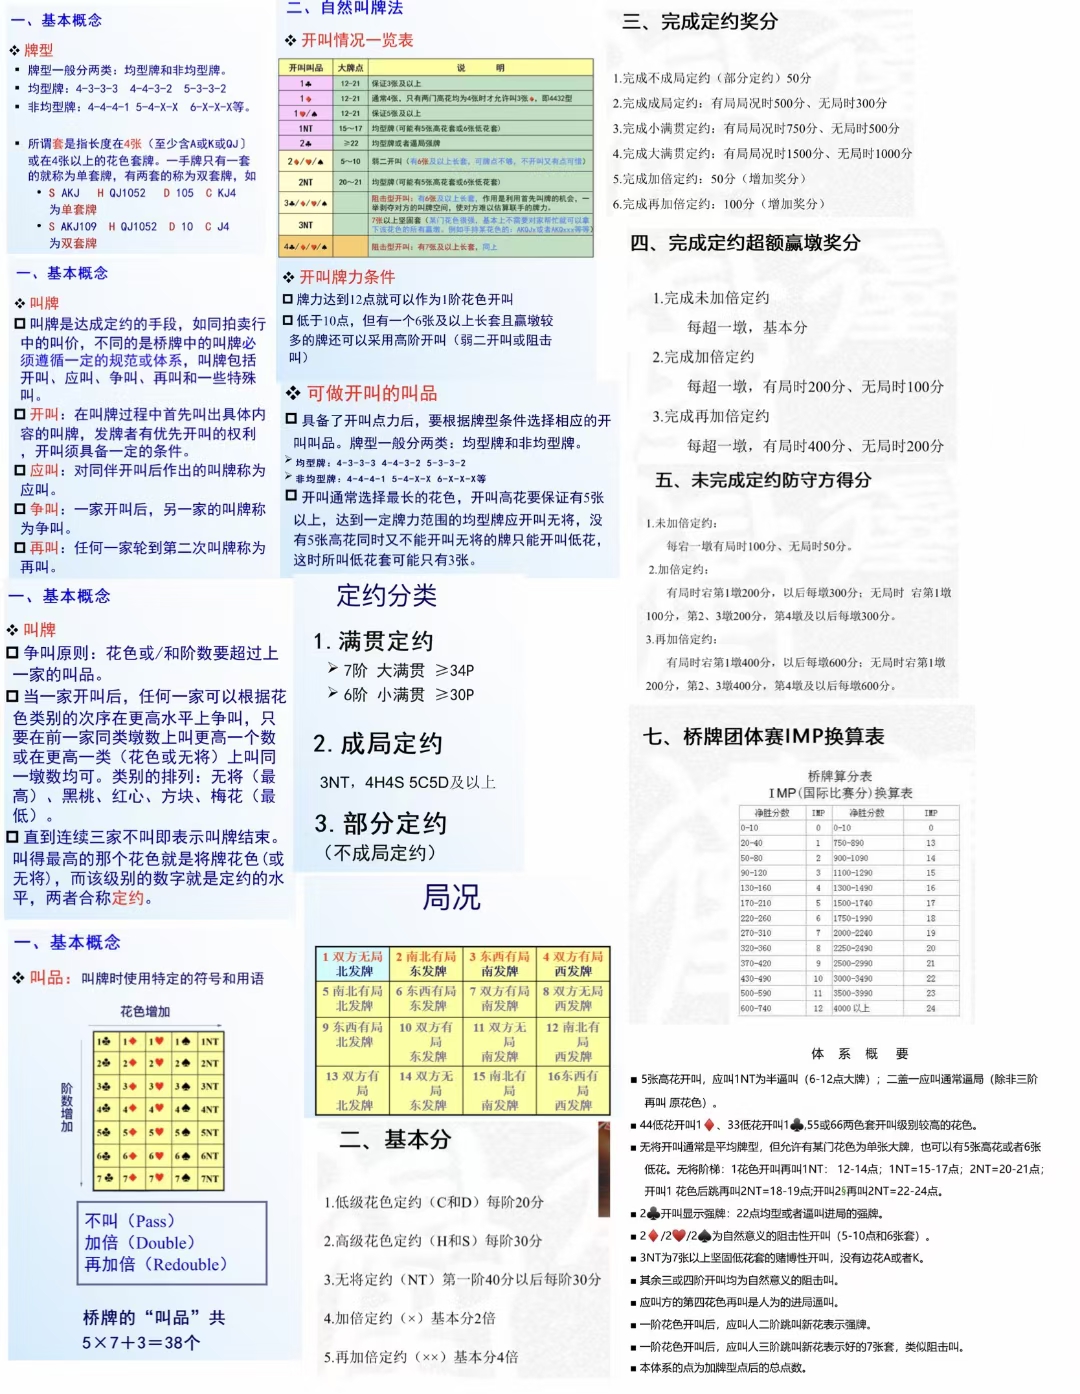 一、基本概念
❖ 牌型
▪ 牌型一般分两类：均型牌和非均型牌。
▪ 均型牌：4-3-3-3  4-4-3-2  5-3-3-2
▪ 非均型牌：4-4-4-1 5-4-X-X  6-X-X-X等。
▪ 所谓套是指长度在4张（至少含A或K或QJ）
或在4张以上的花色套牌。一手牌只有一套
的就称为单套牌，有两套的称为双套牌，如
• S AKJ  H QJ1052  D 105  C KJ4
为单套牌
• S AKJ109  H QJ1052  D 10  C J4
为双套牌
一、基本概念
❖ 叫牌
叫牌是达成定约的手段，如同拍卖行
中的叫价，不同的是桥牌中的叫牌必
须遵循一定的规范或体系，叫牌包括
开叫、应叫、争叫、再叫和一些特殊
叫。
开叫：在叫牌过程中首先叫出具体内
容的叫牌，发牌者有优先开叫的权利
，开叫须具备一定的条件。
应叫：对同伴开叫后作出的叫牌称为
应叫。
争叫：一家开叫后，另一家的叫牌称
为争叫。
再叫：任何一家轮到第二次叫牌称为
再叫。
一、基本概念
❖ 叫牌
争叫原则：花色或/和阶数要超过上
一家的叫品。
当一家开叫后，任何一家可以根据花
色类别的次序在更高水平上争叫，只
要在前一家同类墩数上叫更高一个数
或在更高一类（花色或无将）上叫同
一墩数均可。类别的排列：无将（最
高）、黑桃、红心、方块、梅花（最
低）。
直到连续三家不叫即表示叫牌结束。
叫得最高的那个花色就是将牌花色(或
无将)，而该级别的数字就是定约的水
平，两者合称定约。
一、基本概念
❖ 叫品：叫牌时使用特定的符号和用语
花色增加
阶数增加
1♣ 1♦ 1♥ 1♠ 1NT
2♣ 2♦ 2♥ 2♠ 2NT
3♣ 3♦ 3♥ 3♠ 3NT
4♣ 4♦ 4♥ 4♠ 4NT
5♣ 5♦ 5♥ 5♠ 5NT
6♣ 6♦ 6♥ 6♠ 6NT
7♣ 7♦ 7♥ 7♠ 7NT
不叫（Pass）
加倍（Double）
再加倍（Redouble）
桥牌的“叫品”共
5×7＋3＝38个
二、自然叫牌法
❖ 开叫情况一览表
开叫叫品 大牌点 说 明
1♣ 12-21 保证3张及以上
1♦ 12-21 通常4张，只有两门高花均为4张时才允许叫3张♦，即4432型
1♥/♠ 12-21 保证5张及以上
1NT 15~17 均型牌(可能有5张高花套或6张低花套)
2♣ ≥22 均型牌或者逼局强牌
2♦/♥/♠ 5~10 弱二开叫（有6张及以上长套，可牌点不够，不开叫又有点可惜）
2NT 20~21 均型牌(可能有5张高花套或6张低花套)
3♣/♦/♥/♠ 阻击型开叫：有6张及以上长套，作用是利用首先叫牌的机会，一
举剥夺对方的叫牌空间，使对方难以估算联手的牌力。
3NT 7张以上坚固套（某门花色很强，基本上不需要对家帮忙就可以拿
下该花色的所有赢墩，例如手持某花色的：AKQJx或者AKQxxx等等）
4♣/♦/♥/♠ 阻击型开叫：有7张及以上长套，同上
❖ 开叫牌力条件
牌力达到12点就可以作为1阶花色开叫
低于10点，但有一个6张及以上长套且赢墩较
多的牌还可以采用高阶开叫（弱二开叫或阻击
叫）
❖ 可做开叫的叫品
具备了开叫点力后，要根据牌型条件选择相应的开
叫叫品。牌型一般分两类：均型牌和非均型牌。
➢ 均型牌：4-3-3-3 4-4-3-2 5-3-3-2
➢ 非均型牌：4-4-4-1 5-4-X-X 6-X-X-X等
开叫通常选择最长的花色，开叫高花要保证有5张
以上，达到一定牌力范围的均型牌应开叫无将，没
有5张高花同时又不能开叫无将的牌只能开叫低花，
这时所叫低花套可能只有3张。
定约分类
1.满贯定约
➢ 7阶 大满贯 ≥34P
➢ 6阶 小满贯 ≥30P
2.成局定约
3NT，4H4S 5C5D及以上
3.部分定约
（不成局定约）
局况
1 双方无局 北发牌 2 南北有局 东发牌 3 东西有局 南发牌 4 双方有局 西发牌
5 南北有局 北发牌 6 东西有局 东发牌 7 双方有局 南发牌 8 双方无局 西发牌
9 东西有局 北发牌 10 双方有局 东发牌 11 双方无局 南发牌 12 南北有局 西发牌
13 双方有局 北发牌 14 双方无局 东发牌 15 南北有局 南发牌 16东西有局 西发牌
二、基本分
1.低级花色定约（C和D）每阶20分
2.高级花色定约（H和S）每阶30分
3.无将定约（NT）第一阶40分以后每阶30分
4.加倍定约（×）基本分2倍
5.再加倍定约（××）基本分4倍
三、完成定约奖分
1.完成不成局定约（部分定约）50分
2.完成成局定约：有局局况时500分、无局时300分
3.完成小满贯定约：有局局况时750分、无局时500分
4.完成大满贯定约：有局局况时1500分、无局时1000分
5.完成加倍定约：50分（增加奖分）
6.完成再加倍定约：100分（增加奖分）
四、完成定约超额赢墩奖分
1.完成未加倍定约
每超一墩，基本分
2.完成加倍定约
每超一墩，有局时200分、无局时100分
3.完成再加倍定约
每超一墩，有局时400分、无局时200分
五、未完成定约防守方得分
1.未加倍定约：
每宕一墩有局时100分、无局时50分。
2.加倍定约：
有局时宕第1墩200分，以后每墩300分；无局时 宕第1墩
100分，第2、3墩200分，第4墩及以后每墩300分。
3.再加倍定约：
有局时宕第1墩400分，以后每墩600分；无局时宕第1墩
200分，第2、3墩400分，第4墩及以后每墩600分。
七、桥牌团体赛IMP换算表
桥牌算分表
IMP(国际比赛分)换算表
净胜分数 IMP 净胜分数 IMP
0-10 0 0-10 0
20-40 1 750-890 13
50-80 2 900-1090 14
90-120 3 1100-1290 15
130-160 4 1300-1490 16
170-210 5 1500-1740 17
220-260 6 1750-1990 18
270-310 7 2000-2240 19
320-360 8 2250-2490 20
370-420 9 2500-2990 21
430-490 10 3000-3490 22
500-590 11 3500-3990 23
600-740 12 4000以上 24
体 系 概 要
■ 5张高花开叫，应叫1NT为半逼叫（6-12点大牌）；二盖一应叫通常逼局（除非三阶
再叫 原花色）。
■ 44低花开叫1♦、33低花开叫1♣,55或66两色套开叫级别较高的花色。
■ 无将开叫通常是平均牌型，但允许有某门花色为单张大牌，也可以有5张高花或者6张
低花。无将阶梯：1花色开叫再叫1NT： 12-14点；1NT=15-17点；2NT=20-21点；
开叫1 花色后跳再叫2NT=18-19点;开叫2§再叫2NT=22-24点。
■ 2♣开叫显示强牌：22点均型或者逼叫进局的强牌。
■ 2♦/2♥/2♠为自然意义的阻击性开叫（5-10点和6张套）。
■ 3NT为7张以上坚固低花套的赌博性开叫，没有边花A或者K。
■ 其余三或四阶开叫均为自然意义的阻击叫。
■ 应叫方的第四花色再叫是人为的进局逼叫。
■ 一阶花色开叫后，应叫人二阶跳叫新花表示强牌。
■ 一阶花色开叫后，应叫人三阶跳叫新花表示好的7张套，类似阻击叫。
■ 本体系的点为加牌型点后的总点数。